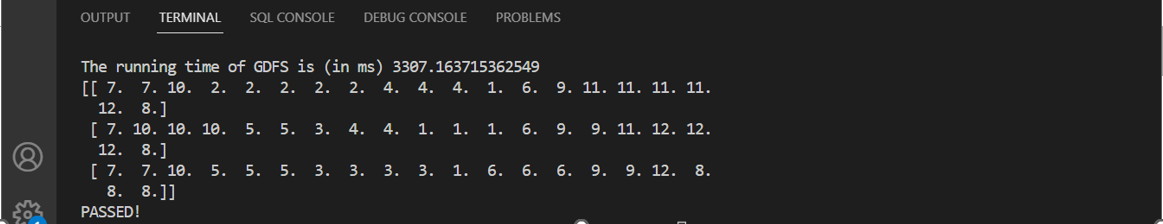 OUTPUT TERMINAL SQL CONSOLE DEBUG CONSOLE PROBLEMS
The running time of GDFS is (in ms) 3307.163715362549
[[ 7.  7. 10.  2.  2.  2.  2.  2.  4.  4.  4.  1.  6.  9. 11. 11. 11. 11.
  12.  8.]
 [ 7. 10. 10. 10.  5.  5.  3.  4.  4.  1.  1.  1.  6.  9.  9. 11. 12. 12.
  12.  8.]
 [ 7.  7. 10.  5.  5.  5.  3.  3.  3.  3.  1.  6.  6.  6.  9.  9. 12.  8.
   8.  8.]]
PASSED!